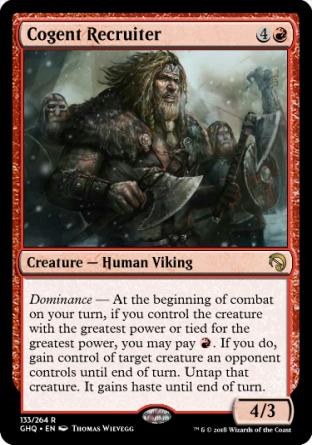 Cogent Recruiter 4
Creature — Human Viking
Dominance — At the beginning of combat
on your turn, if you control the creature
with the greatest power or tied for the
greatest power, you may pay . If you do,
gain control of target creature an opponent
controls until end of turn. Untap that
creature. It gains haste until end of turn.
4/3
133/264 R
GHQ • EN Thomas Wievegg
™ & © 2018 Wizards of the Coast